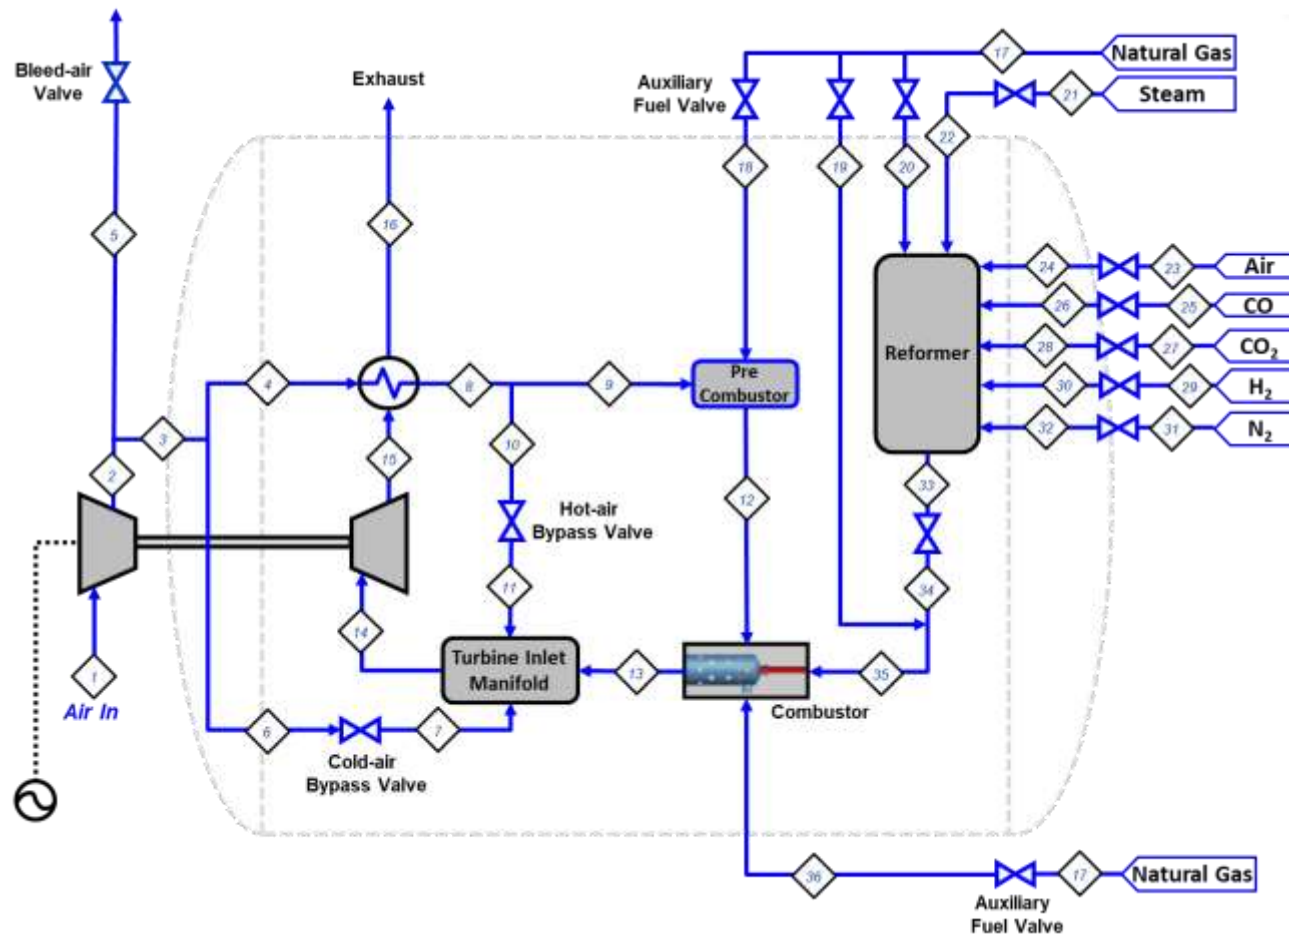 Bleed-air
Valve
Exhaust
Auxiliary
Fuel Valve
17
Natural Gas
21
Steam
22
18
19
20
5
16
24
23
Air
26
25
CO
Reformer
28
27
CO₂
30
29
H₂
32
31
N₂
4
8
9
Pre
Combustor
3
2
15
10
12
33
Hot-air
Bypass Valve
11
34
14
1
Air In
Turbine Inlet
Manifold
13
35
Combustor
6
7
Cold-air
Bypass Valve
36
17
Natural Gas
Auxiliary
Fuel Valve